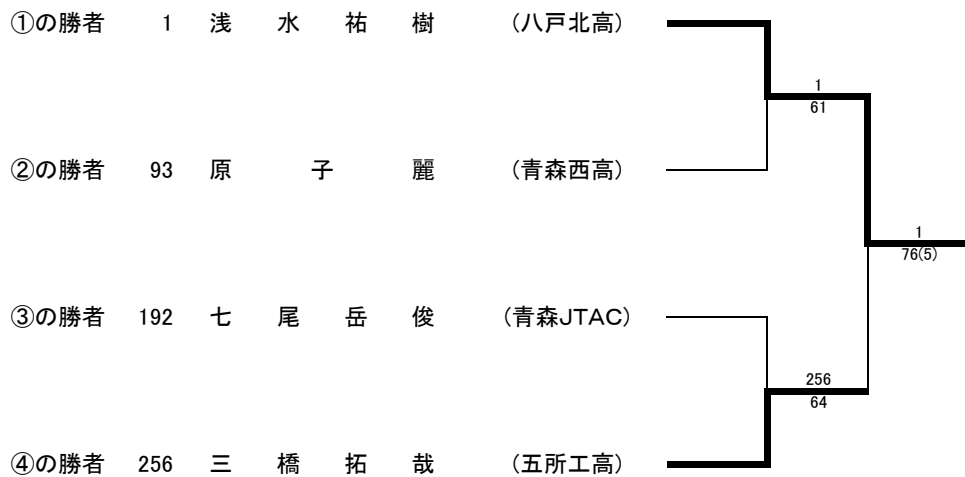 ①の勝者 1 浅水祐樹 (八戸北高)
1
61
②の勝者 93 原子麗 (青森西高)
1
76(5)
③の勝者 192 七尾岳俊 (青森JTAC)
256
64
④の勝者 256 三橋拓哉 (五所工高)